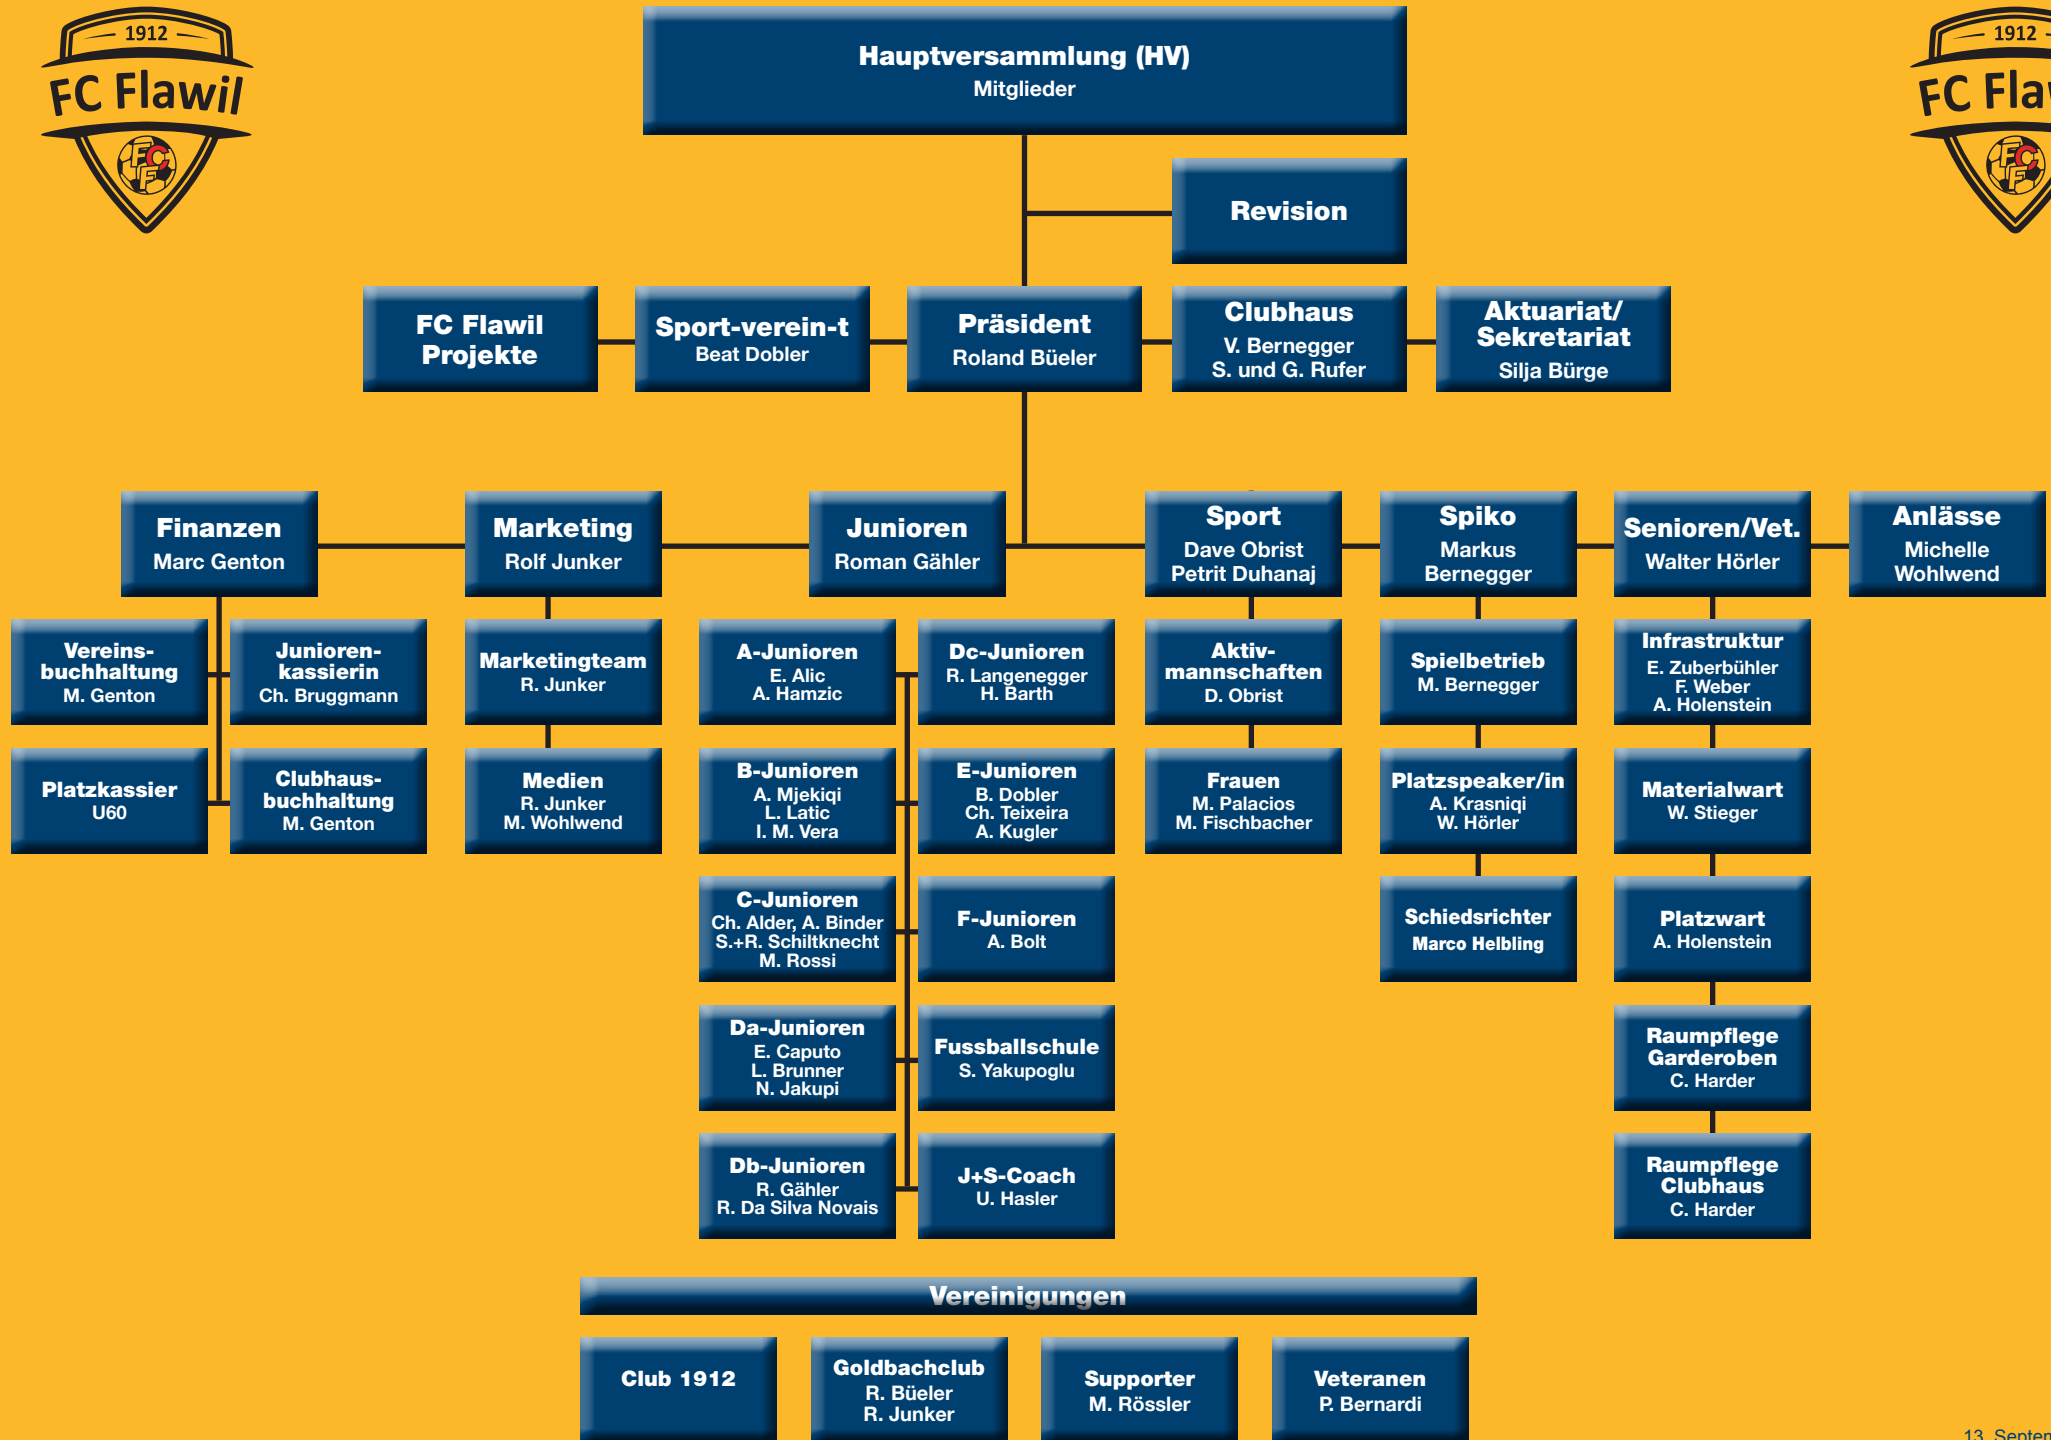 1912
FC Flawil
FCF
1912
FC
Hauptversammlung (HV)
Mitglieder
Revision
FC Flawil
Projekte
Sport-verein-t
Beat Dobler
Präsident
Roland Büeler
Clubhaus
V. Bernegger
S. und G. Rufer
Aktuariat/
Sekretariat
Silja Bürge
Finanzen
Marc Genton
Marketing
Rolf Junker
Junioren
Roman Gähler
Sport
Dave Obrist
Petrit Duhanaj
Spiko
Markus
Bernegger
Senioren/Vet.
Walter Hörler
Anlässe
Michelle
Wohlwend
Vereins-
buchhaltung
M. Genton
Junioren-
kassierin
Ch. Bruggmann
Marketingteam
R. Junker
A-Junioren
E. Alic
A. Hamzic
Dc-Junioren
R. Langenegger
H. Barth
Aktiv-
mannschaften
D. Obrist
Spielbetrieb
M. Bernegger
Infrastruktur
E. Zuberbühler
F. Weber
A. Holenstein
Platzkassier
U60
Clubhaus-
buchhaltung
M. Genton
Medien
R. Junker
M. Wohlwend
B-Junioren
A. Mjekiqi
L. Latic
I. M. Vera
E-Junioren
B. Dobler
Ch. Teixeira
A. Kugler
Frauen
M. Palacios
M. Fischbacher
Platzspeaker/in
A. Krasniqi
W. Hörler
Materialwart
W. Stieger
C-Junioren
Ch. Alder, A. Binder
S.+R. Schiltknecht
M. Rossi
F-Junioren
A. Bolt
Schiedsrichter
Marco Helbling
Platzwart
A. Holenstein
Da-Junioren
E. Caputo
L. Brunner
N. Jakupi
Fussballschule
S. Yakupoglu
Raumpflege
Garderoben
C. Harder
Db-Junioren
R. Gähler
R. Da Silva Novais
J+S-Coach
U. Hasler
Raumpflege
Clubhaus
C. Harder
Vereinigungen
Club 1912
Goldbachclub
R. Büeler
R. Junker
Supporter
M. Rössler
Veteranen
P. Bernardi
13.